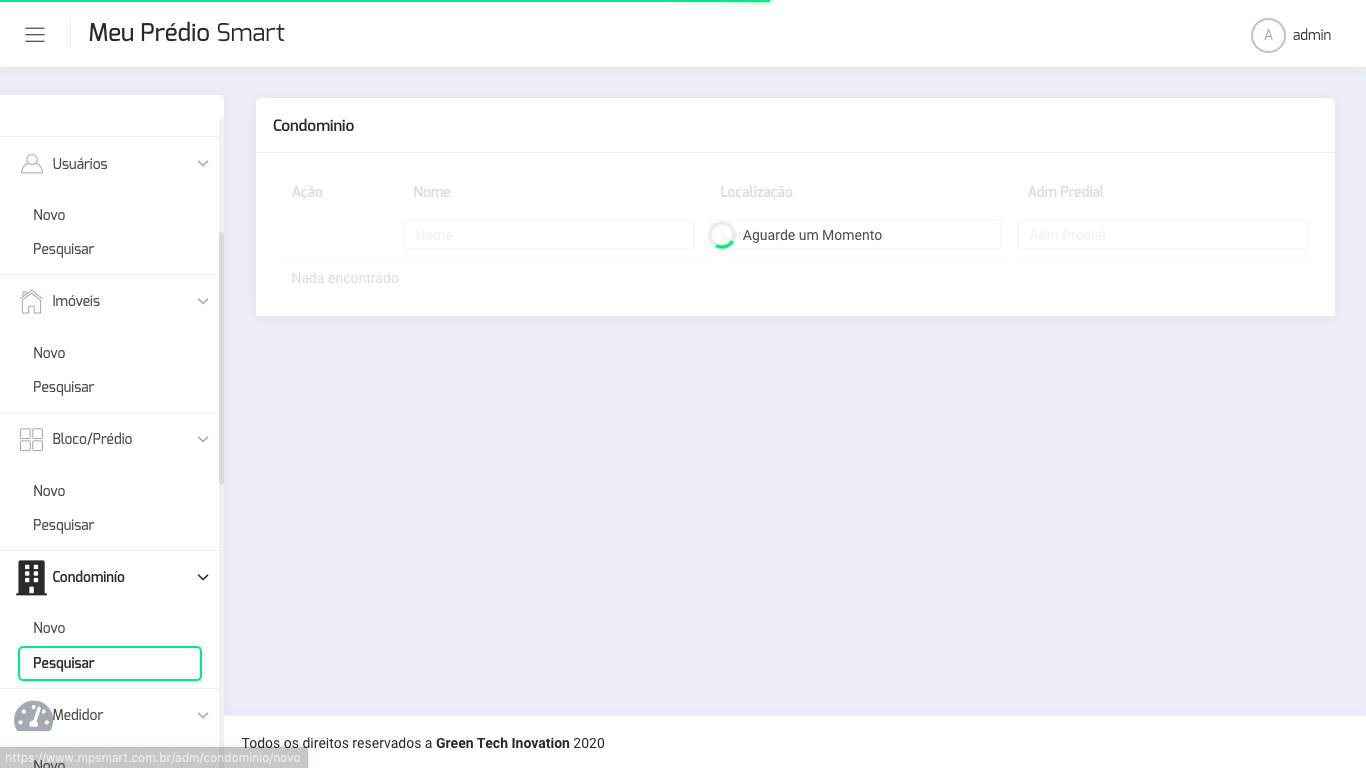 Meu Prédio Smart
A admin
Usuários
Novo
Pesquisar
Imóveis
Novo
Pesquisar
Bloco/Prédio
Novo
Pesquisar
Condominío
Novo
Pesquisar
Medidor
Novo
https://www.mpsmart.com.br/adm/condominio/novo
Condominio
Ação Nome Localização Adm Predial
Nome Aguarde um Momento Adm Predial
Nada encontrado
Todos os direitos reservados a Green Tech Inovation 2020